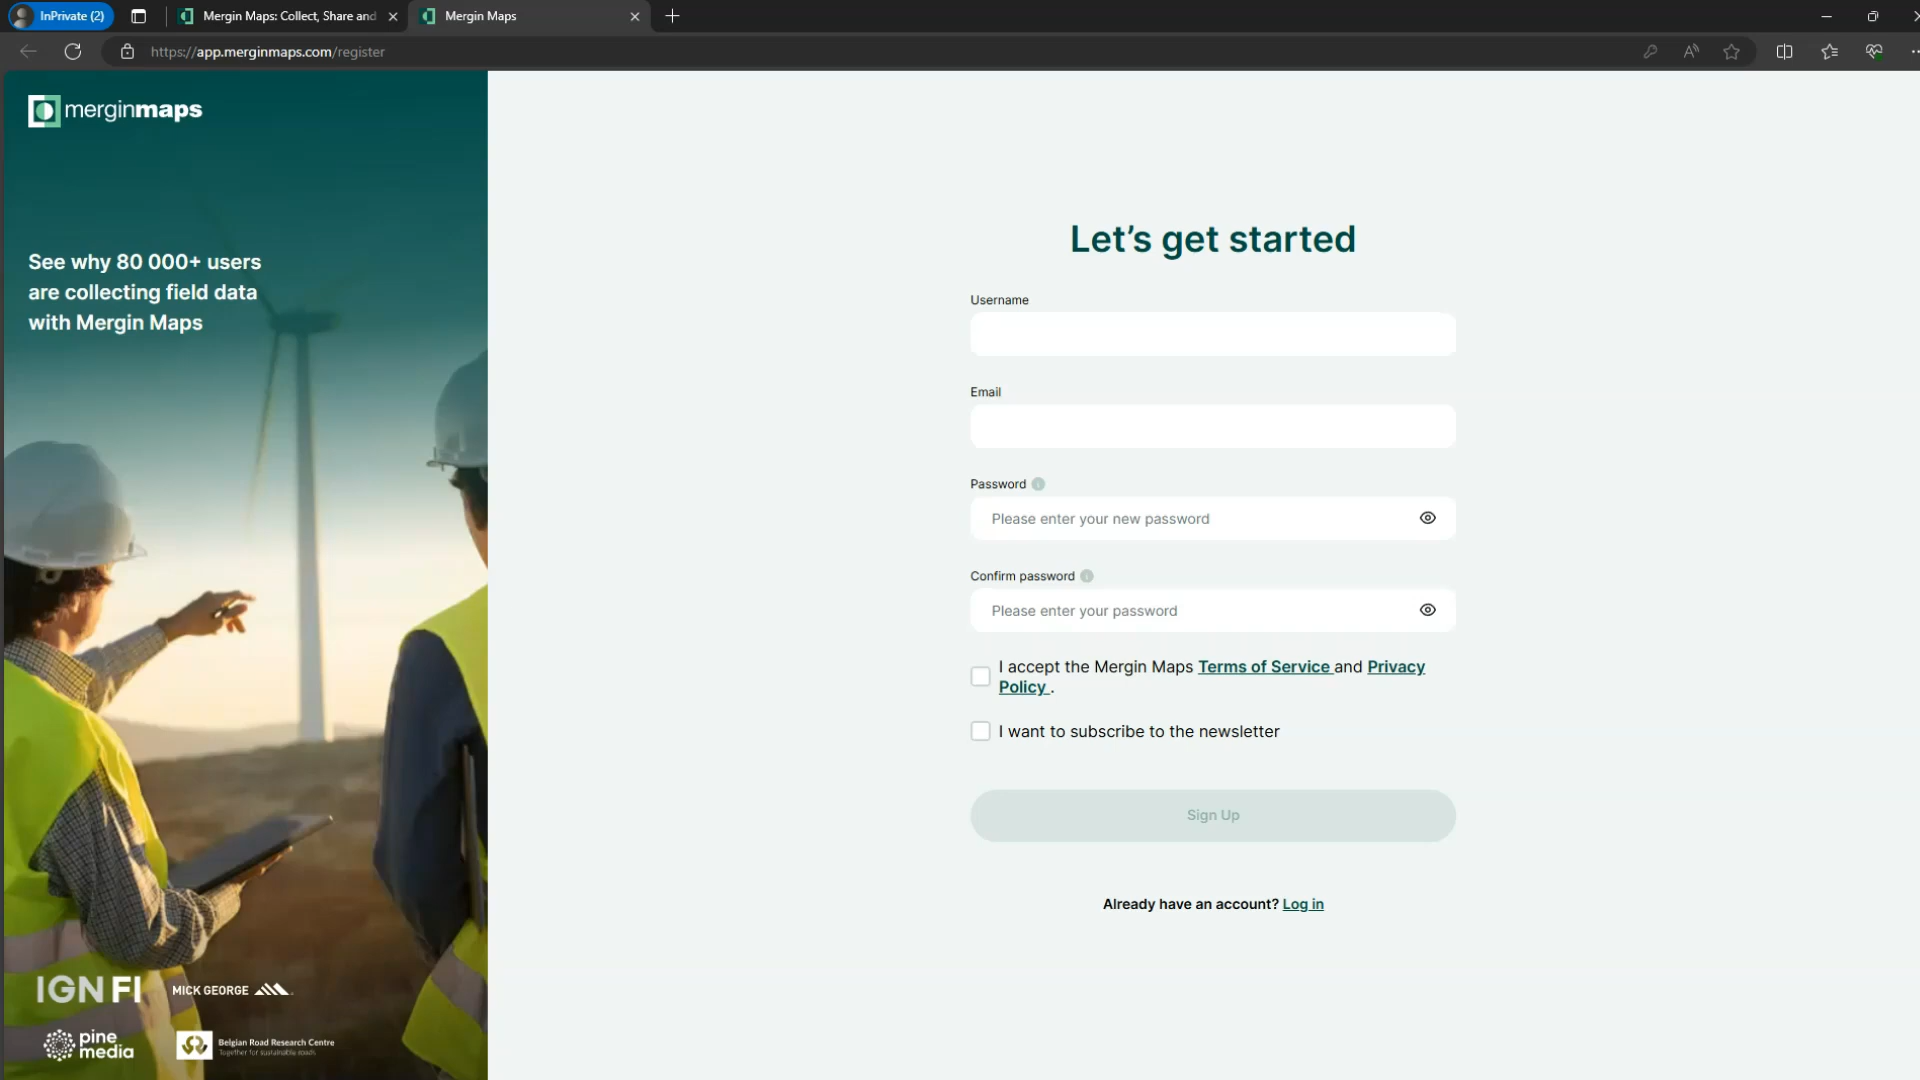 InPrivate (2)
Mergin Maps: Collect, Share and
Mergin Maps
https://app.merginmaps.com/register
merginmaps
See why 80 000+ users
are collecting field data
with Mergin Maps
Let's get started
Username
Email
Password
Please enter your new password
Confirm password
Please enter your password
I accept the Mergin Maps Terms of Service and Privacy
Policy .
I want to subscribe to the newsletter
Sign Up
Already have an account? Log in
IGN FI
MICK GEORGE
pine
media
Belgian Road Research Centre
Together for sustainable roads